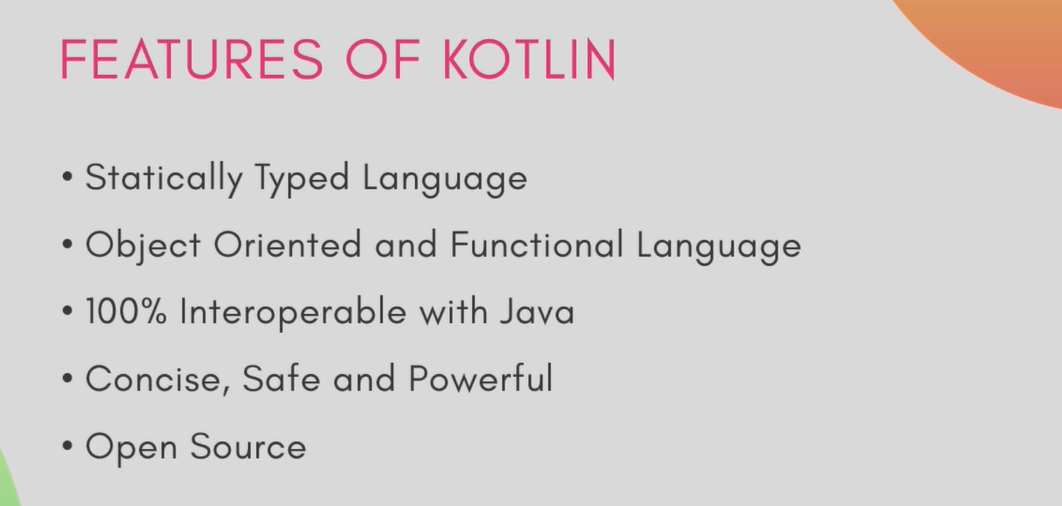 FEATURES OF KOTLIN
• Statically Typed Language
• Object Oriented and Functional Language
• 100% Interoperable with Java
• Concise, Safe and Powerful
• Open Source